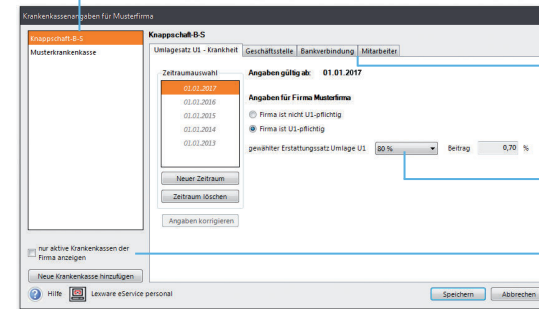 Krankenkassenangaben für Musterfirma
Knappschaft-B-S
Musterkrankenkasse
nur aktive Krankenkassen der
Firma anzeigen
Neue Krankenkasse hinzufügen
Knappschaft-B-S
Umlagesatz U1 - Krankheit Geschäftsstelle Bankverbindung Mitarbeiter
Zeitraumauswahl
01.01.2017
01.01.2016
01.01.2015
01.01.2014
01.01.2013
Neuer Zeitraum
Zeitraum löschen
Angaben korrigieren
Angaben gültig ab: 01.01.2017
Angaben für Firma Musterfirma
Firma ist nicht U1-pflichtig
Firma ist U1-pflichtig
gewählter Erstattungssatz Umlage U1 80 % Beitrag 0,70 %
Hilfe Lexware eService personal Speichern Abbrechen